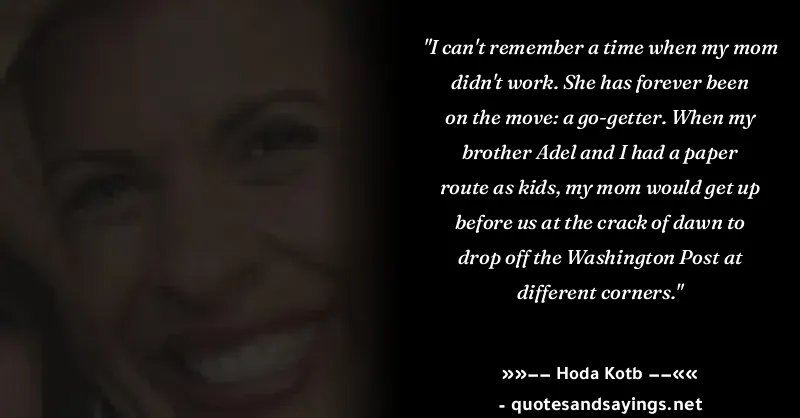 "I can't remember a time when my mom
didn't work. She has forever been
on the move: a go-getter. When my
brother Adel and I had a paper
route as kids, my mom would get up
before us at the crack of dawn to
drop off the Washington Post at
different corners."
»»−− Hoda Kotb −−««
- quotesandsayings.net